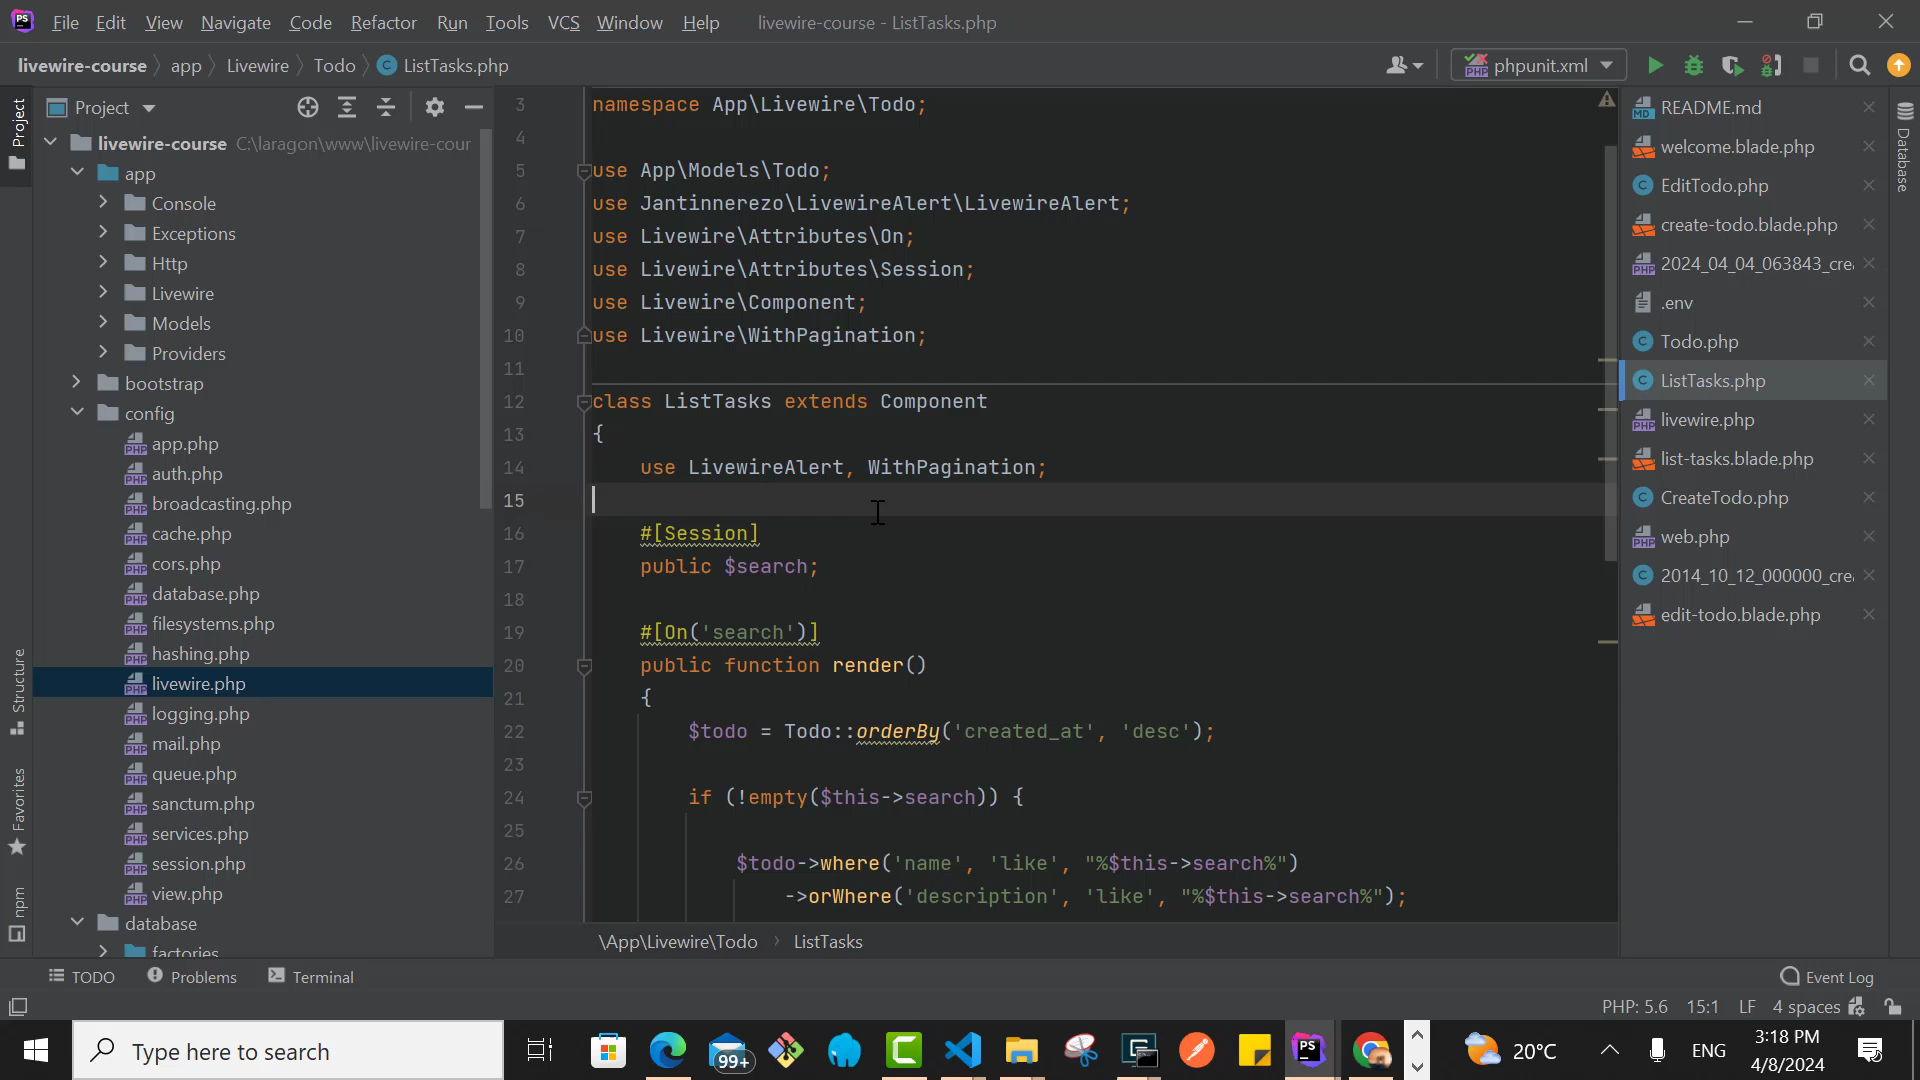 PS File Edit View Navigate Code Refactor Run Tools VCS Window Help livewire-course - ListTasks.php
livewire-course app Livewire Todo C ListTasks.php phpunit.xml
Project
Project
livewire-course C:\laragon\www\livewire-cour
app
Console
Exceptions
Http
Livewire
Models
Providers
bootstrap
config
app.php
auth.php
broadcasting.php
cache.php
cors.php
database.php
filesystems.php
hashing.php
livewire.php
logging.php
mail.php
queue.php
sanctum.php
services.php
session.php
view.php
database
factories
Structure
Favorites
npm
3 namespace App\Livewire\Todo;
4
5 use App\Models\Todo;
6 use Jantinnerezo\LivewireAlert\LivewireAlert;
7 use Livewire\Attributes\On;
8 use Livewire\Attributes\Session;
9 use Livewire\Component;
10 use Livewire\WithPagination;
11
12 class ListTasks extends Component
13 {
14 use LivewireAlert, WithPagination;
15
16 #[Session]
17 public $search;
18
19 #[On('search')]
20 public function render()
21 {
22 $todo = Todo::orderBy('created_at', 'desc');
23
24 if (!empty($this->search)) {
25
26 $todo->where('name', 'like', "%$this->search%")
27 ->orWhere('description', 'like', "%$this->search%");
\App\Livewire\Todo ListTasks
README.md
welcome.blade.php
EditTodo.php
create-todo.blade.php
2024_04_04_063843_cre
.env
Todo.php
ListTasks.php
livewire.php
list-tasks.blade.php
CreateTodo.php
web.php
2014_10_12_000000_cre
edit-todo.blade.php
Database
TODO Problems Terminal Event Log
PHP: 5.6 15:1 LF 4 spaces
Type here to search 99+ 20°C ENG 3:18 PM
4/8/2024